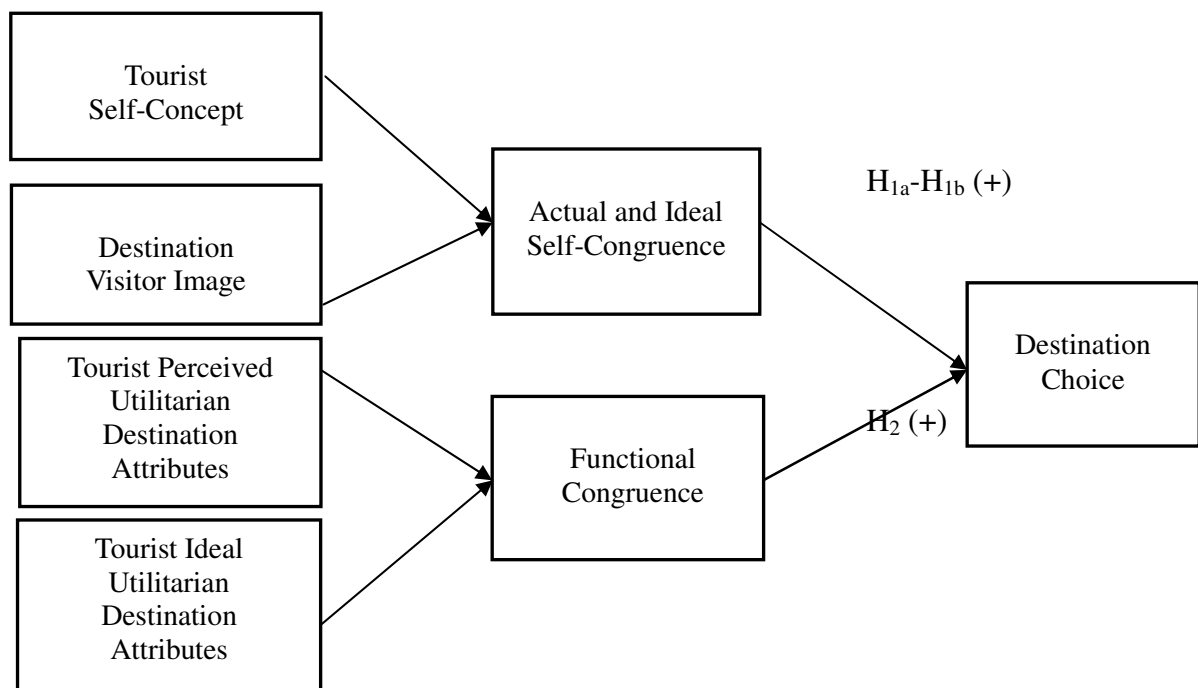 Tourist
Self-Concept
Destination
Visitor Image
Tourist Perceived
Utilitarian
Destination
Attributes
Tourist Ideal
Utilitarian
Destination
Attributes
Actual and Ideal
Self-Congruence
Functional
Congruence
H1a-H1b (+)
H2 (+)
Destination
Choice